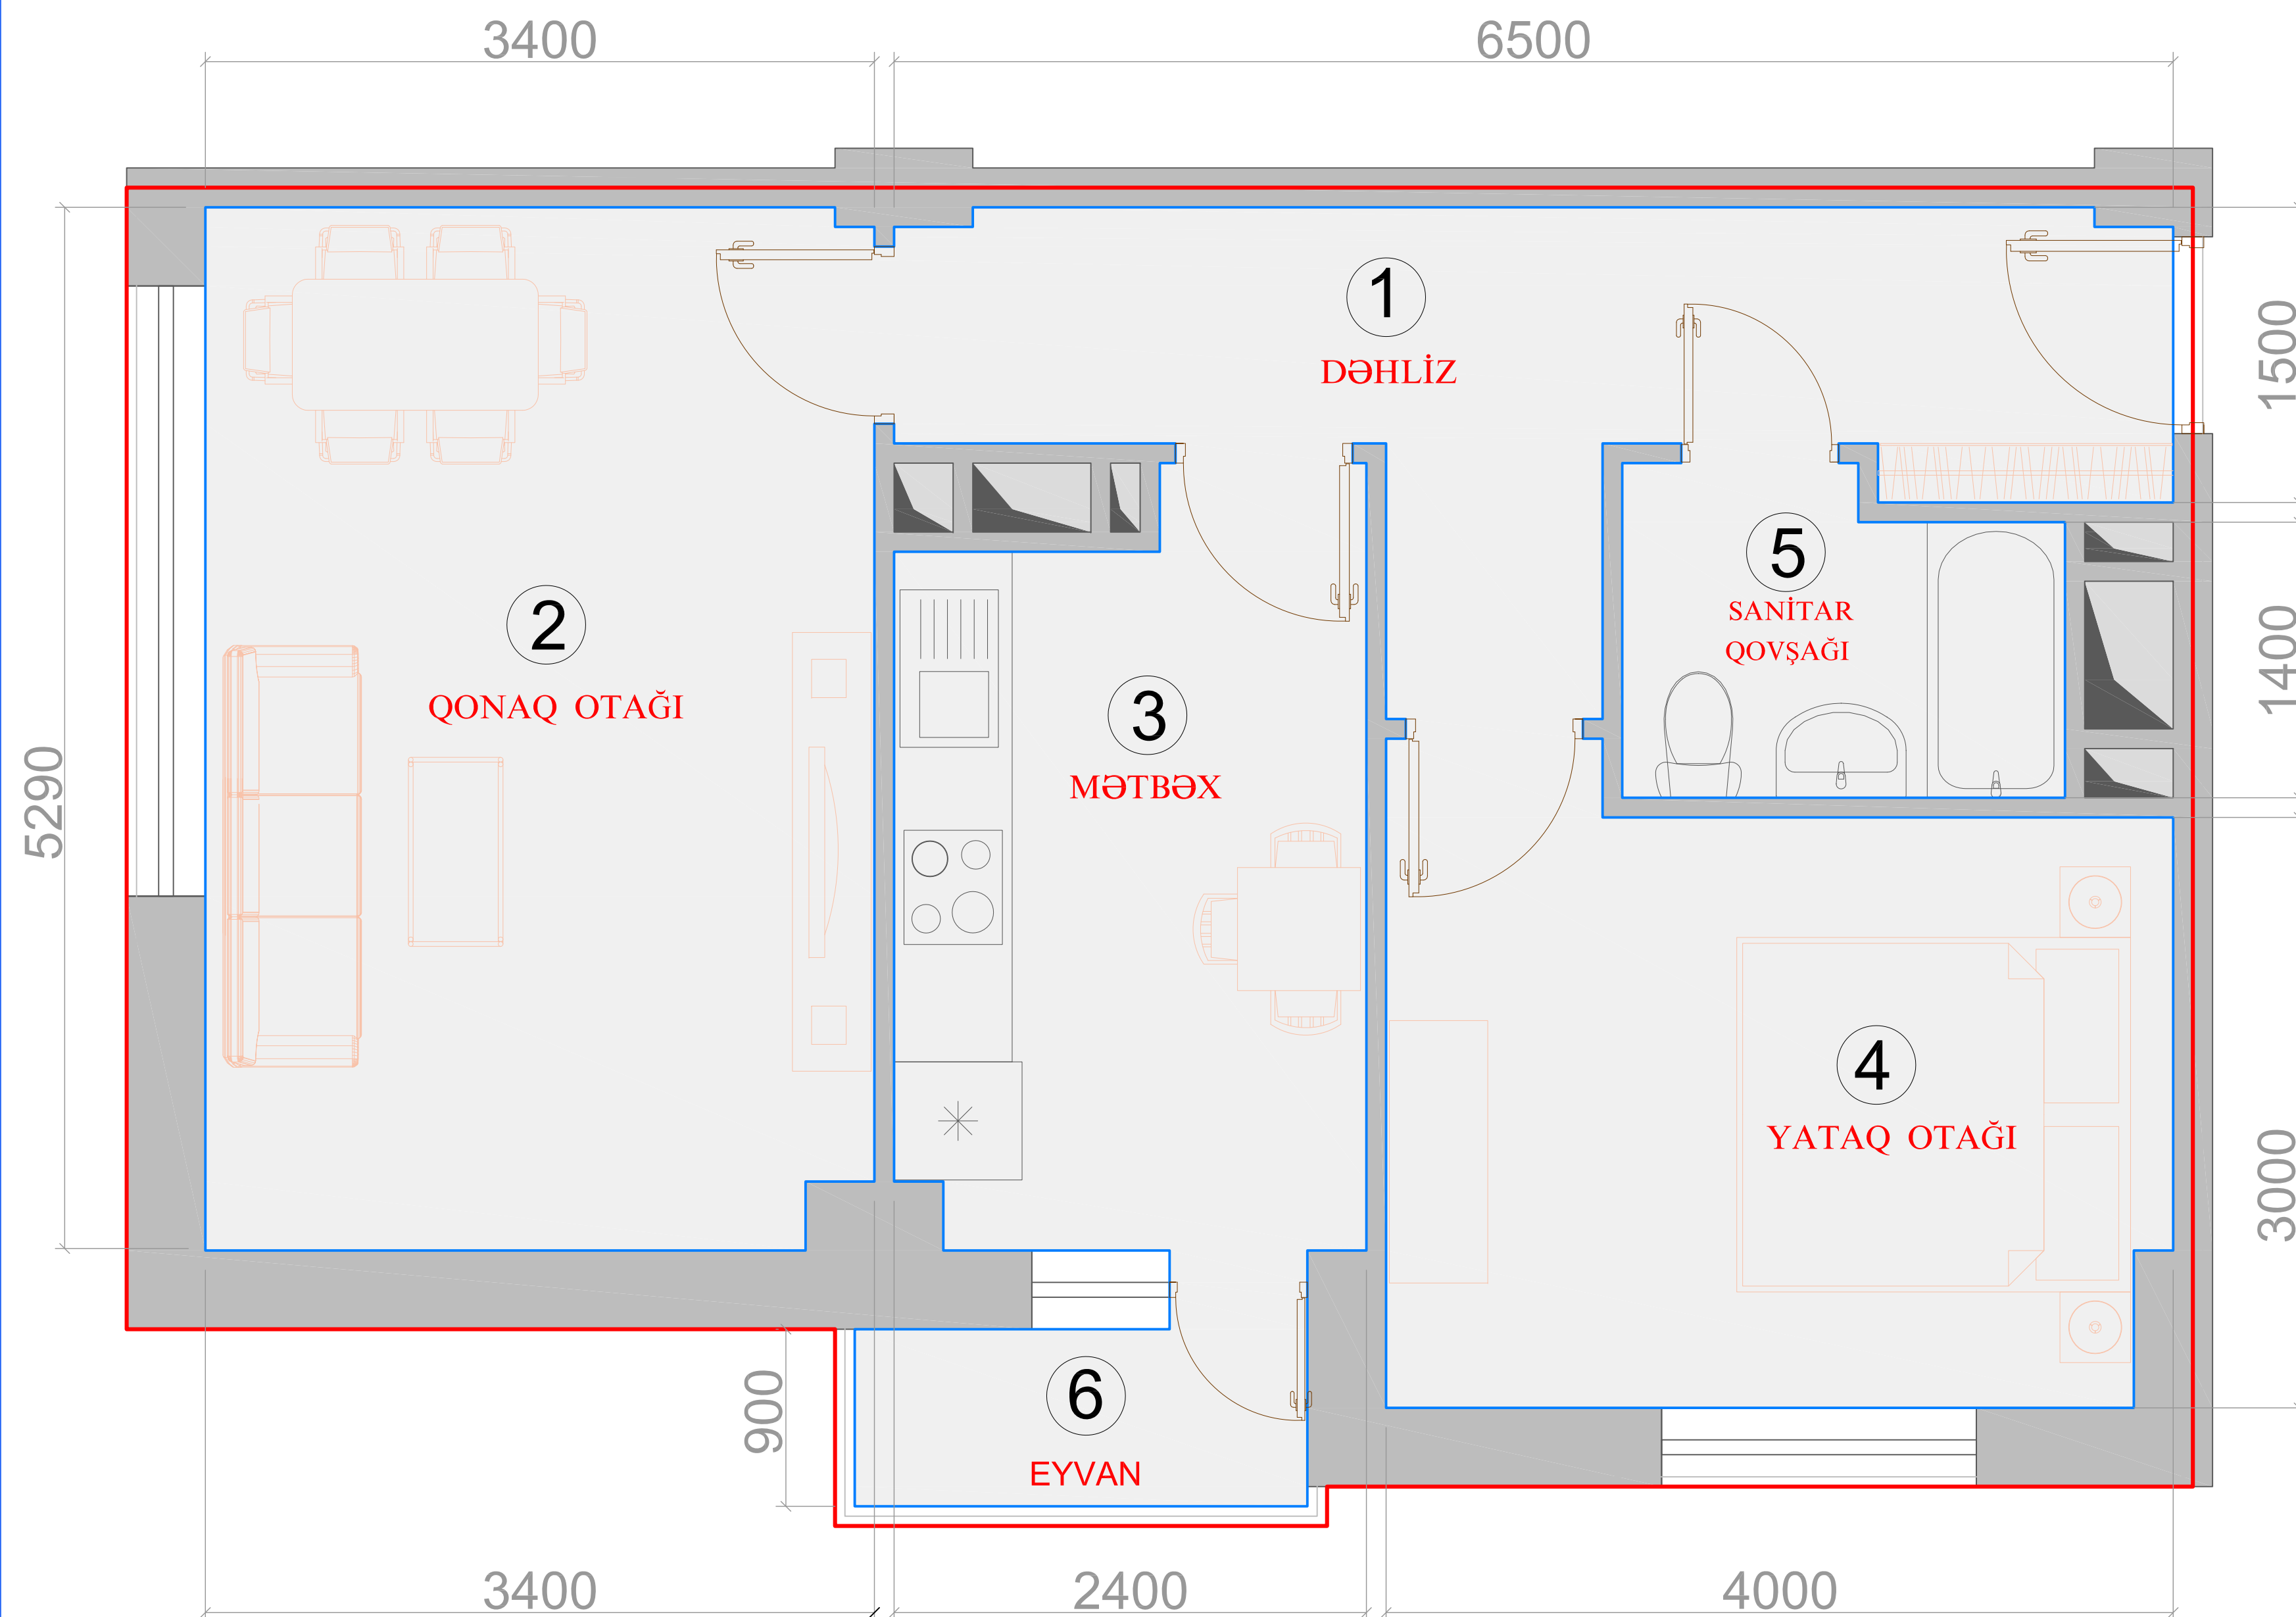 3400
6500
1
DƏHLİZ
1500
2
QONAQ OTAĞI
3
MƏTBƏX
5
SANİTAR
QOVŞAĞI
1400
5290
4
YATAQ OTAĞI
3000
900
6
EYVAN
3400
2400
4000